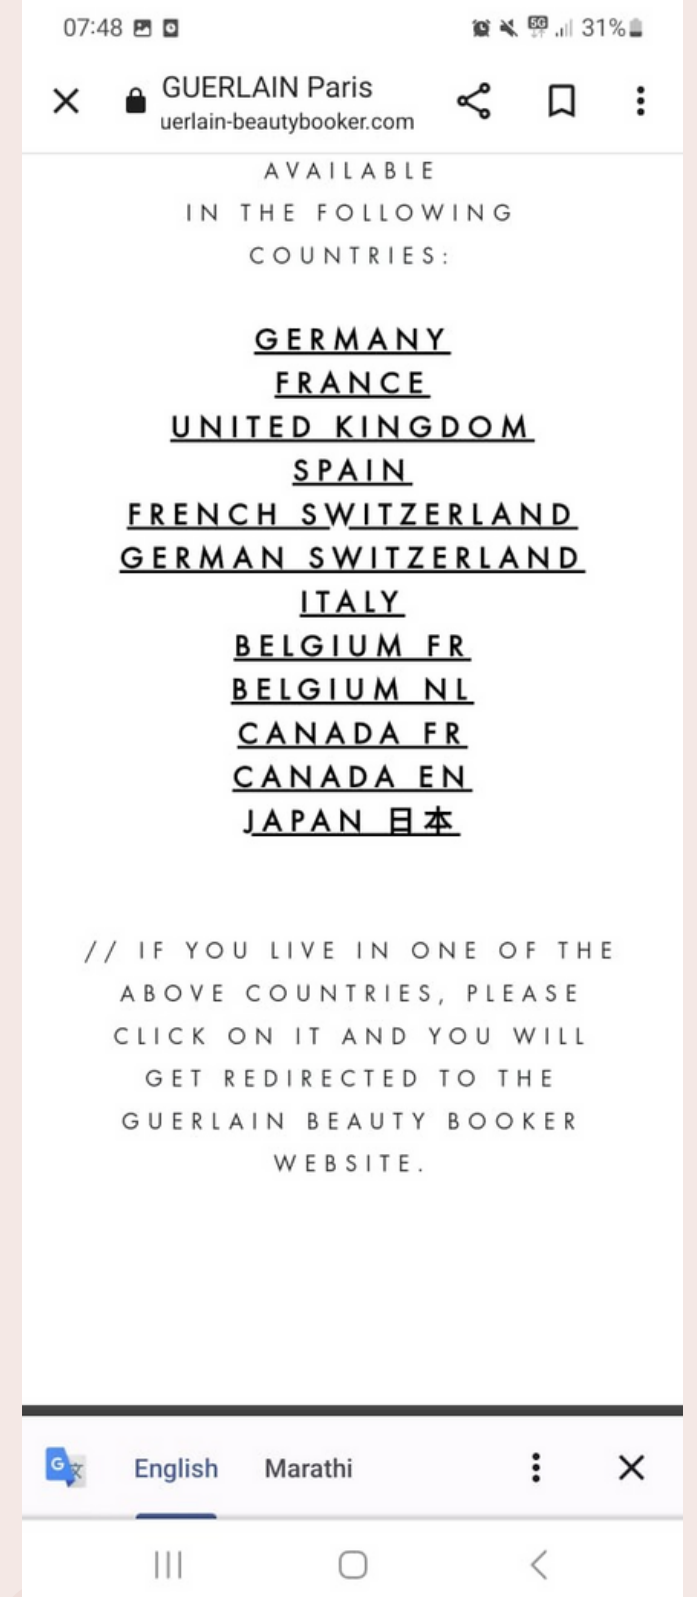 07:48 5G 31%
GUERLAIN Paris
uerlain-beautybooker.com
AVAILABLE
IN THE FOLLOWING
COUNTRIES:
GERMANY
FRANCE
UNITED KINGDOM
SPAIN
FRENCH SWITZERLAND
GERMAN SWITZERLAND
ITALY
BELGIUM FR
BELGIUM NL
CANADA FR
CANADA EN
JAPAN 日本
// IF YOU LIVE IN ONE OF THE
ABOVE COUNTRIES, PLEASE
CLICK ON IT AND YOU WILL
GET REDIRECTED TO THE
GUERLAIN BEAUTY BOOKER
WEBSITE.
G 文 English Marathi